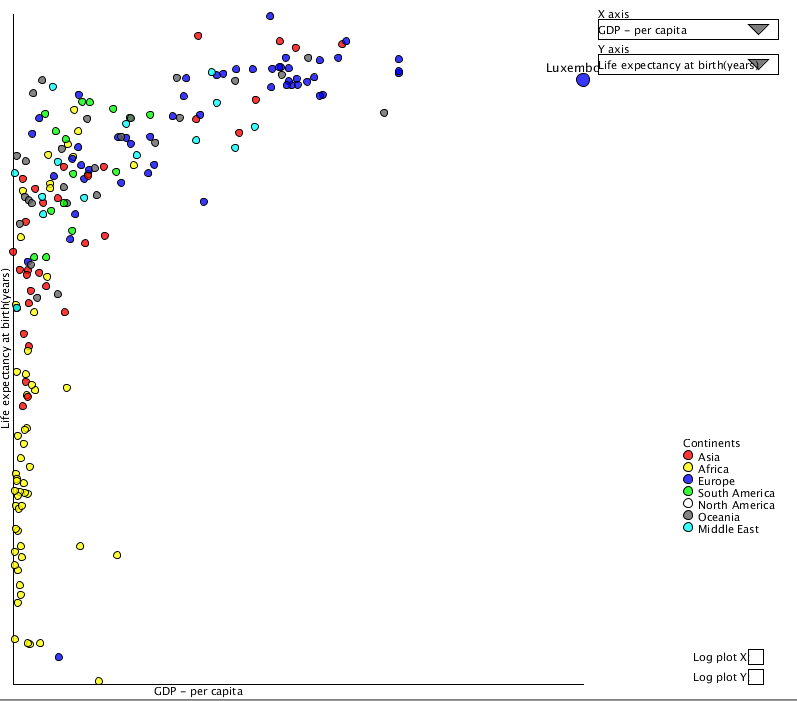 X axis
GDP - per capita
Y axis
Life expectancy at birth(years)
Luxembo
Life expectancy at birth(years)
Continents
Asia
Africa
Europe
South America
North America
Oceania
Middle East
Log plot X
Log plot Y
GDP - per capita